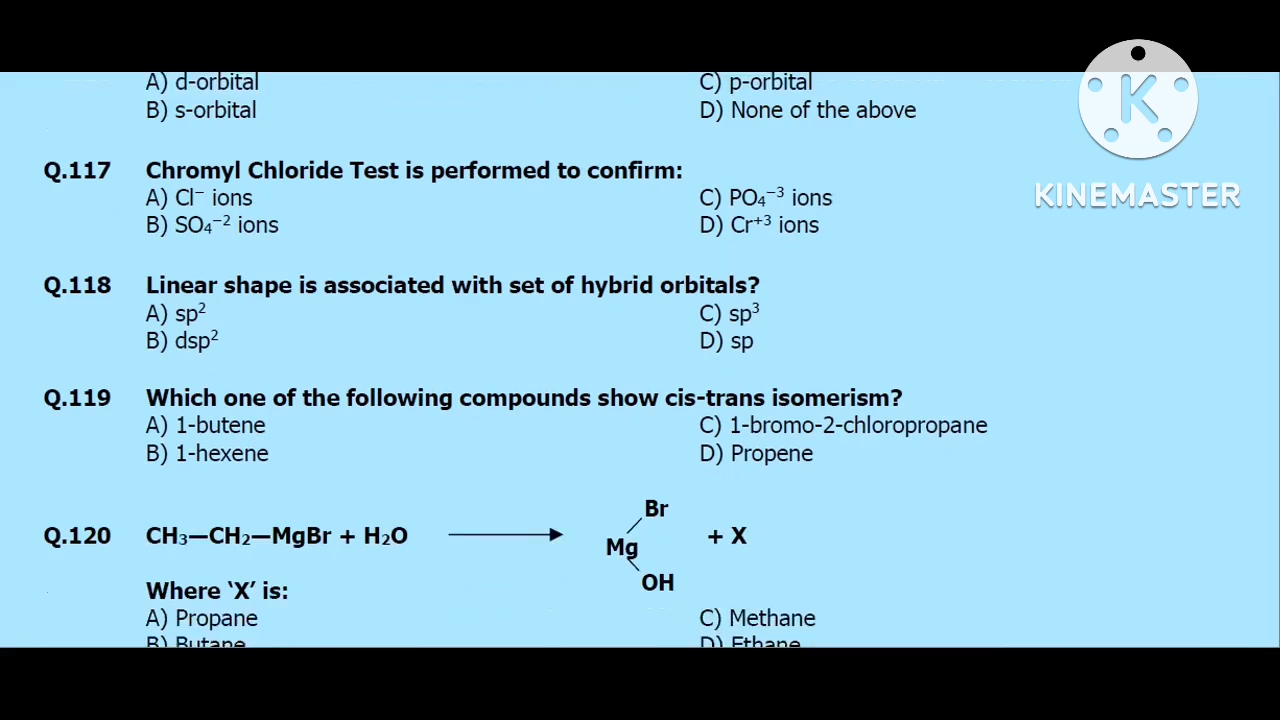 A) d-orbital C) p-orbital
B) s-orbital D) None of the above
Q.117 Chromyl Chloride Test is performed to confirm:
A) Cl⁻ ions C) PO₄⁻³ ions
B) SO₄⁻² ions D) Cr⁺³ ions
Q.118 Linear shape is associated with set of hybrid orbitals?
A) sp² C) sp³
B) dsp² D) sp
Q.119 Which one of the following compounds show cis-trans isomerism?
A) 1-butene C) 1-bromo-2-chloropropane
B) 1-hexene D) Propene
Br
Q.120 CH₃—CH₂—MgBr + H₂O Mg + X
OH
Where ‘X’ is:
A) Propane C) Methane
B) Butane D) Ethane
K
KINEMASTER